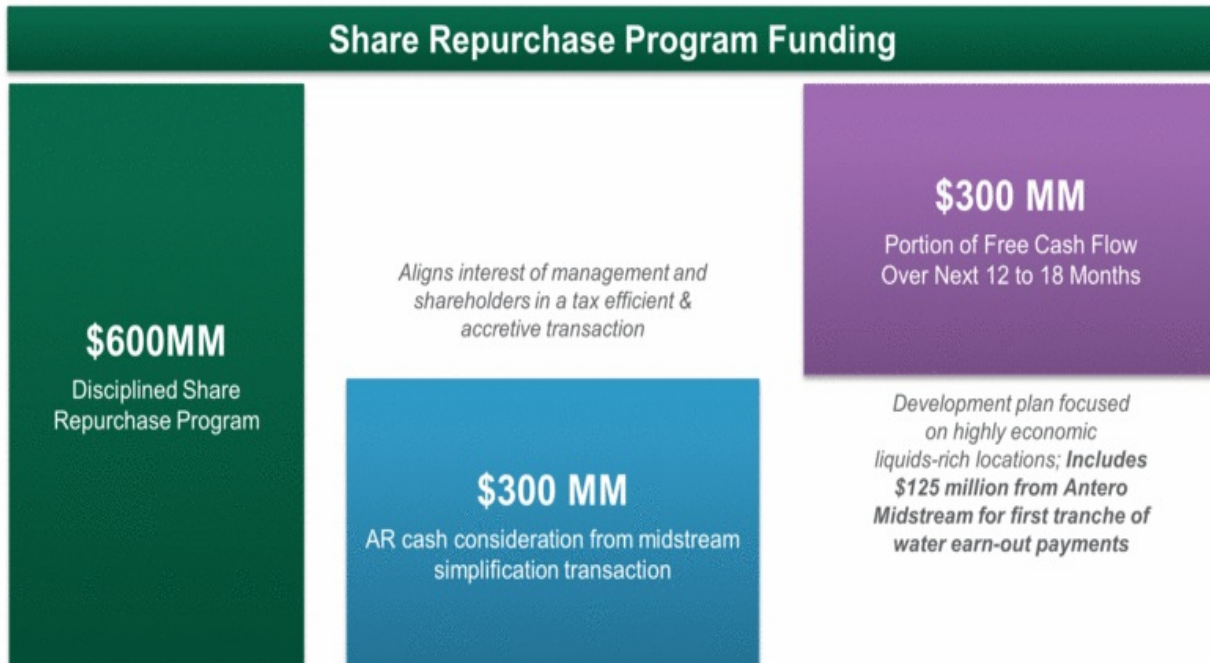 Share Repurchase Program Funding
$600MM
Disciplined Share
Repurchase Program
Aligns interest of management and
shareholders in a tax efficient &
accretive transaction
$300 MM
AR cash consideration from midstream
simplification transaction
$300 MM
Portion of Free Cash Flow
Over Next 12 to 18 Months
Development plan focused
on highly economic
liquids-rich locations; Includes
$125 million from Antero
Midstream for first tranche of
water earn-out payments